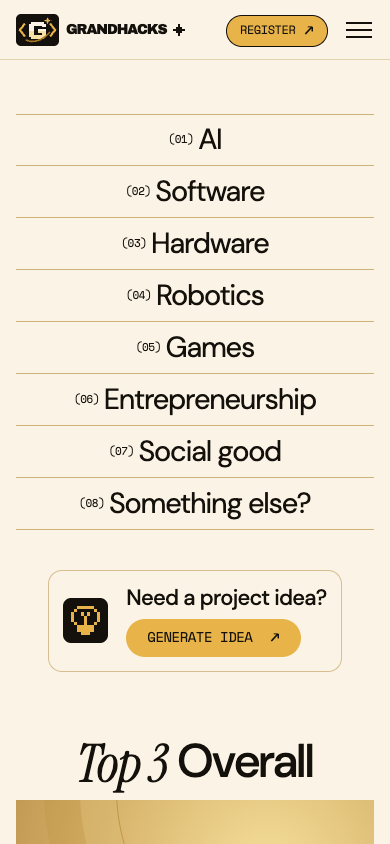 G
GRANDHACKS
REGISTER ↗
(01) AI
(02) Software
(03) Hardware
(04) Robotics
(05) Games
(06) Entrepreneurship
(07) Social good
(08) Something else?
Need a project idea?
GENERATE IDEA ↗
Top 3 Overall